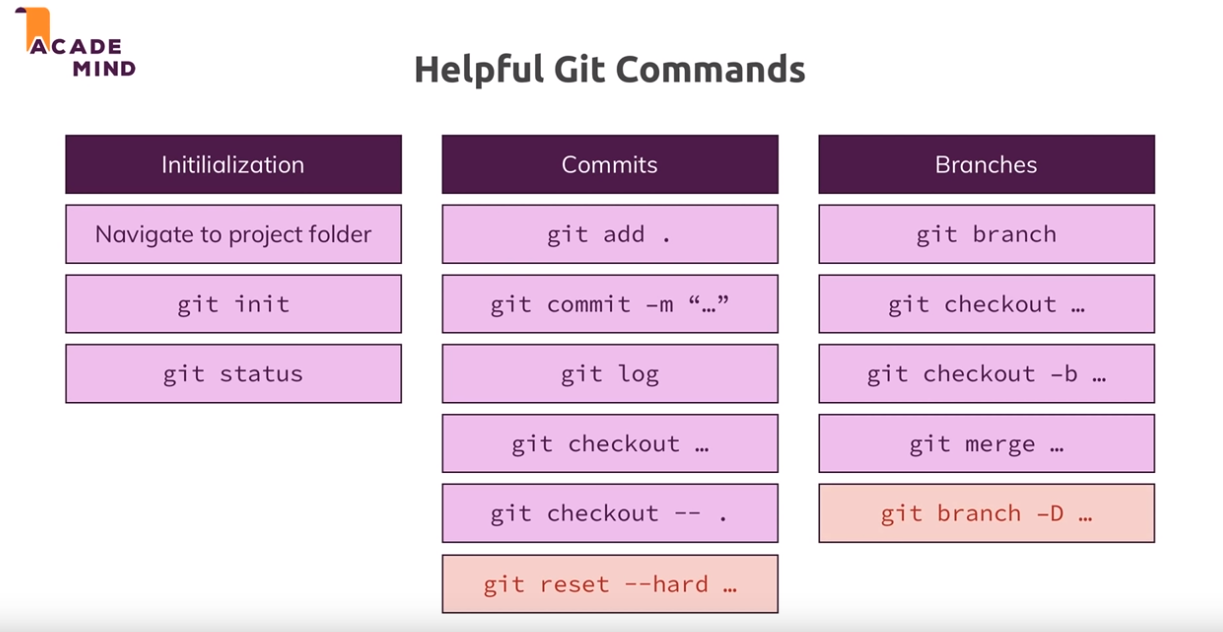 ACADE
MIND
Helpful Git Commands
Initilialization
Navigate to project folder
git init
git status
Commits
git add .
git commit –m “…”
git log
git checkout …
git checkout -- .
git reset --hard …
Branches
git branch
git checkout …
git checkout –b …
git merge …
git branch –D …